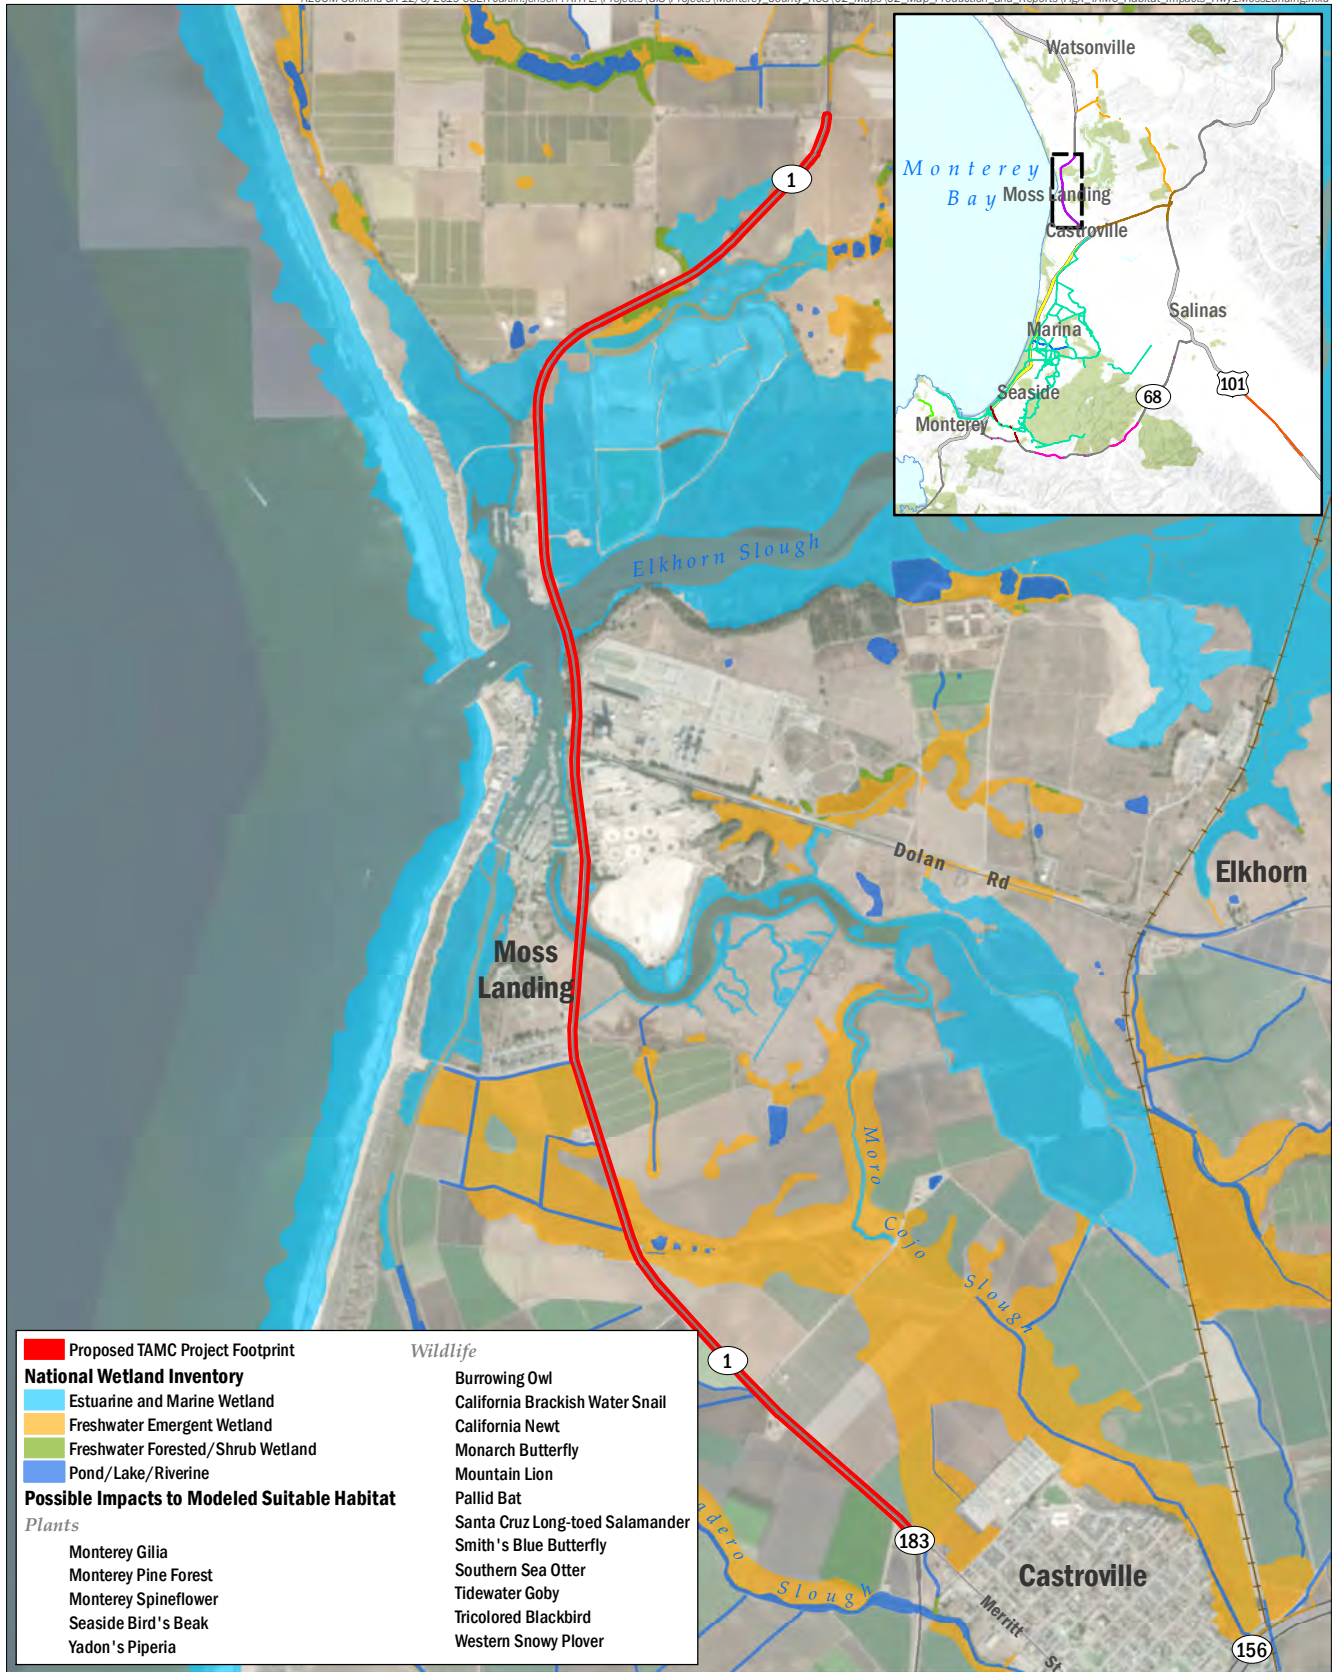 Watsonville
Monterey
Bay
Moss Landing
Castroville
Salinas
Marina
Seaside
Monterey
68
101
1
Elkhorn Slough
Dolan Rd
Elkhorn
Moss
Landing
Moro
Cojo
Slough
1
183
Castroville
Merritt
St
156
adero
Slough
Proposed TAMC Project Footprint
National Wetland Inventory
Estuarine and Marine Wetland
Freshwater Emergent Wetland
Freshwater Forested/Shrub Wetland
Pond/Lake/Riverine
Possible Impacts to Modeled Suitable Habitat
Plants
Monterey Gilia
Monterey Pine Forest
Monterey Spineflower
Seaside Bird's Beak
Yadon's Piperia
Wildlife
Burrowing Owl
California Brackish Water Snail
California Newt
Monarch Butterfly
Mountain Lion
Pallid Bat
Santa Cruz Long-toed Salamander
Smith's Blue Butterfly
Southern Sea Otter
Tidewater Goby
Tricolored Blackbird
Western Snowy Plover